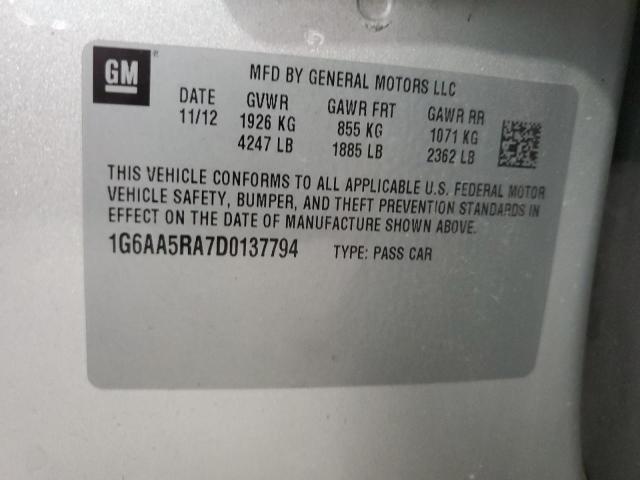 GM
MFD BY GENERAL MOTORS LLC
DATE GVWR GAWR FRT GAWR RR
11/12 1926 KG 855 KG 1071 KG
4247 LB 1885 LB 2362 LB
THIS VEHICLE CONFORMS TO ALL APPLICABLE U.S. FEDERAL MOTOR
VEHICLE SAFETY, BUMPER, AND THEFT PREVENTION STANDARDS IN
EFFECT ON THE DATE OF MANUFACTURE SHOWN ABOVE.
1G6AA5RA7D0137794 TYPE: PASS CAR